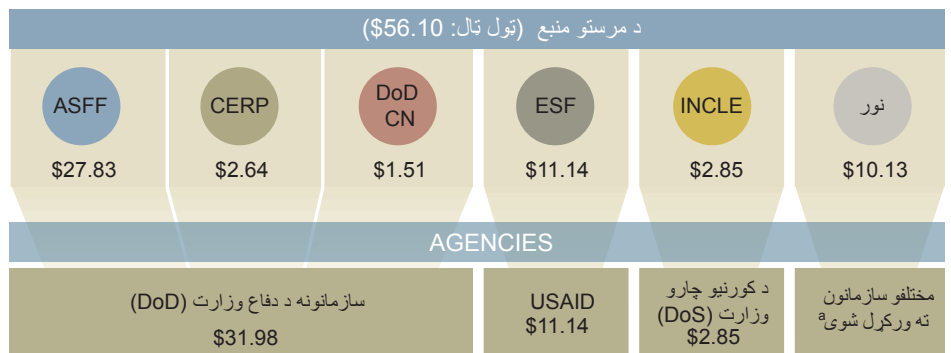 د مرستو منبع (ټول ټال: $56.10)
ASFF
CERP
DoD
CN
ESF
INCLE
نور
$27.83
$2.64
$1.51
$11.14
$2.85
$10.13
AGENCIES
سازمانونه د دفاع وزارت (DoD)
$31.98
USAID
$11.14
د کورنیو چارو
وزارت (DoS)
$2.85
مختلفو سازمانون
ته ورکړل شوی a